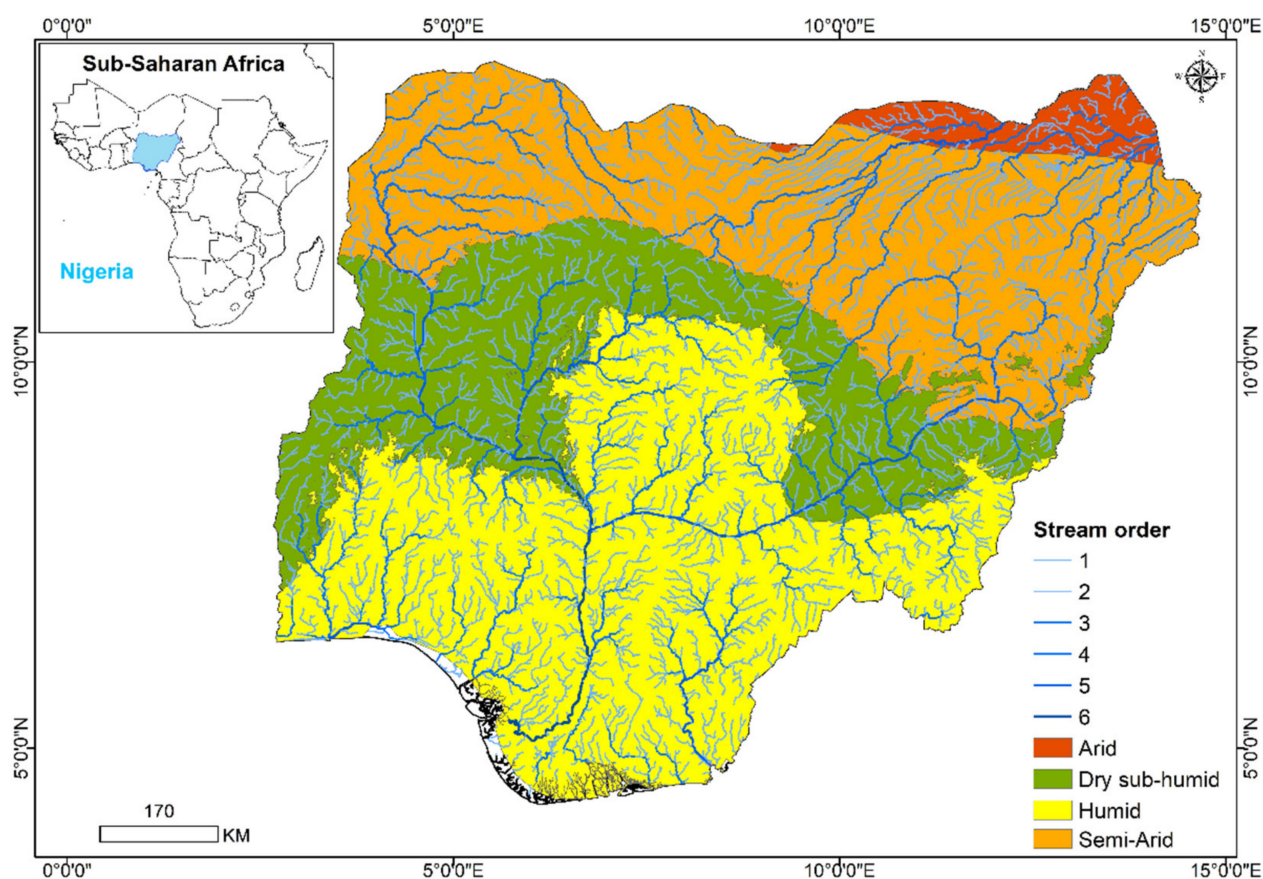 0°0'0" 5°0'0"E 10°0'0"E 15°0'0"E
Sub-Saharan Africa
Nigeria
N
W E
S
10°0'0"N 10°0'0"N
5°0'0"N 5°0'0"N
Stream order
1
2
3
4
5
6
Arid
Dry sub-humid
Humid
Semi-Arid
170
KM
0°0'0" 5°0'0"E 10°0'0"E 15°0'0"E